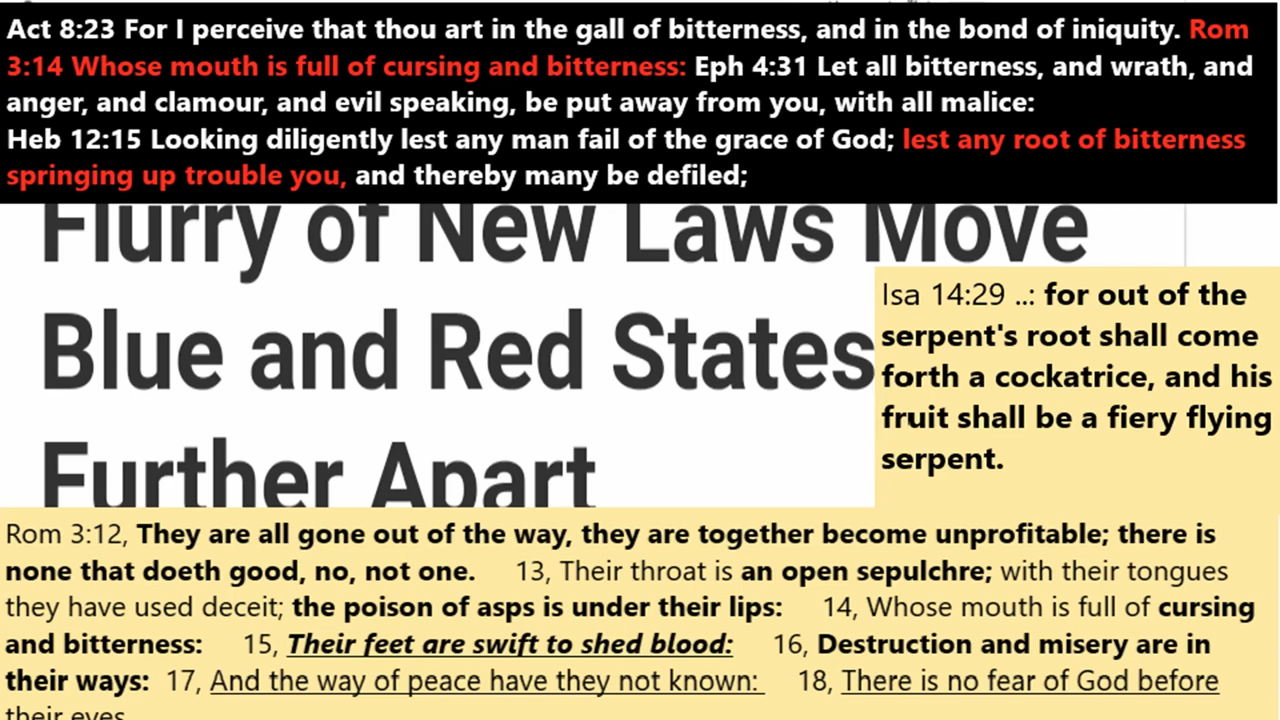 Act 8:23 For I perceive that thou art in the gall of bitterness, and in the bond of iniquity. Rom
3:14 Whose mouth is full of cursing and bitterness: Eph 4:31 Let all bitterness, and wrath, and
anger, and clamour, and evil speaking, be put away from you, with all malice:
Heb 12:15 Looking diligently lest any man fail of the grace of God; lest any root of bitterness
springing up trouble you, and thereby many be defiled;
Flurry of New Laws Move
Blue and Red States
Further Apart
Isa 14:29 ..: for out of the
serpent's root shall come
forth a cockatrice, and his
fruit shall be a fiery flying
serpent.
Rom 3:12, They are all gone out of the way, they are together become unprofitable; there is
none that doeth good, no, not one. 13, Their throat is an open sepulchre; with their tongues
they have used deceit; the poison of asps is under their lips: 14, Whose mouth is full of cursing
and bitterness: 15, Their feet are swift to shed blood: 16, Destruction and misery are in
their ways: 17, And the way of peace have they not known: 18, There is no fear of God before
their eyes